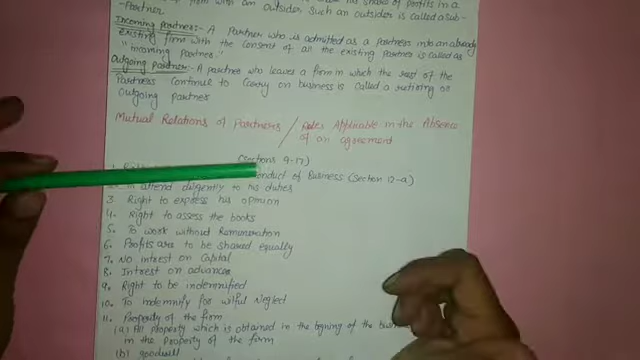 firm with an outsider such an outsider is called a sub-
-Partner
Incoming Partner:- A Partner who is admitted as a Partners into an already
existing firm with the consent of all the existing partner is called as
"incoming Partner."
Outgoing Partner:- A partner who leaves a firm in which the rest of the
Partners Continue to Carry on business is called a retiring or
Outgoing partner
Mutual Relations of Partners / Rules Applicable in the Absence
of an agreement
(Sections 9-17)
1. Right conduct of Business (Section 12-a)
2. To attend diligently to his duties
3 Right to express his opinion
4. Right to assess the books
5. To work without Remuneration
6. Profits are to be shared equally
7. No interest on Capital
8. Intrest on advances
9. Right to be indemnified
10. To indemnify for wilful Neglect
11. Property of the firm
(a) All property which is obtained in the of the busi
in the Property of the firm
(b) goodwill